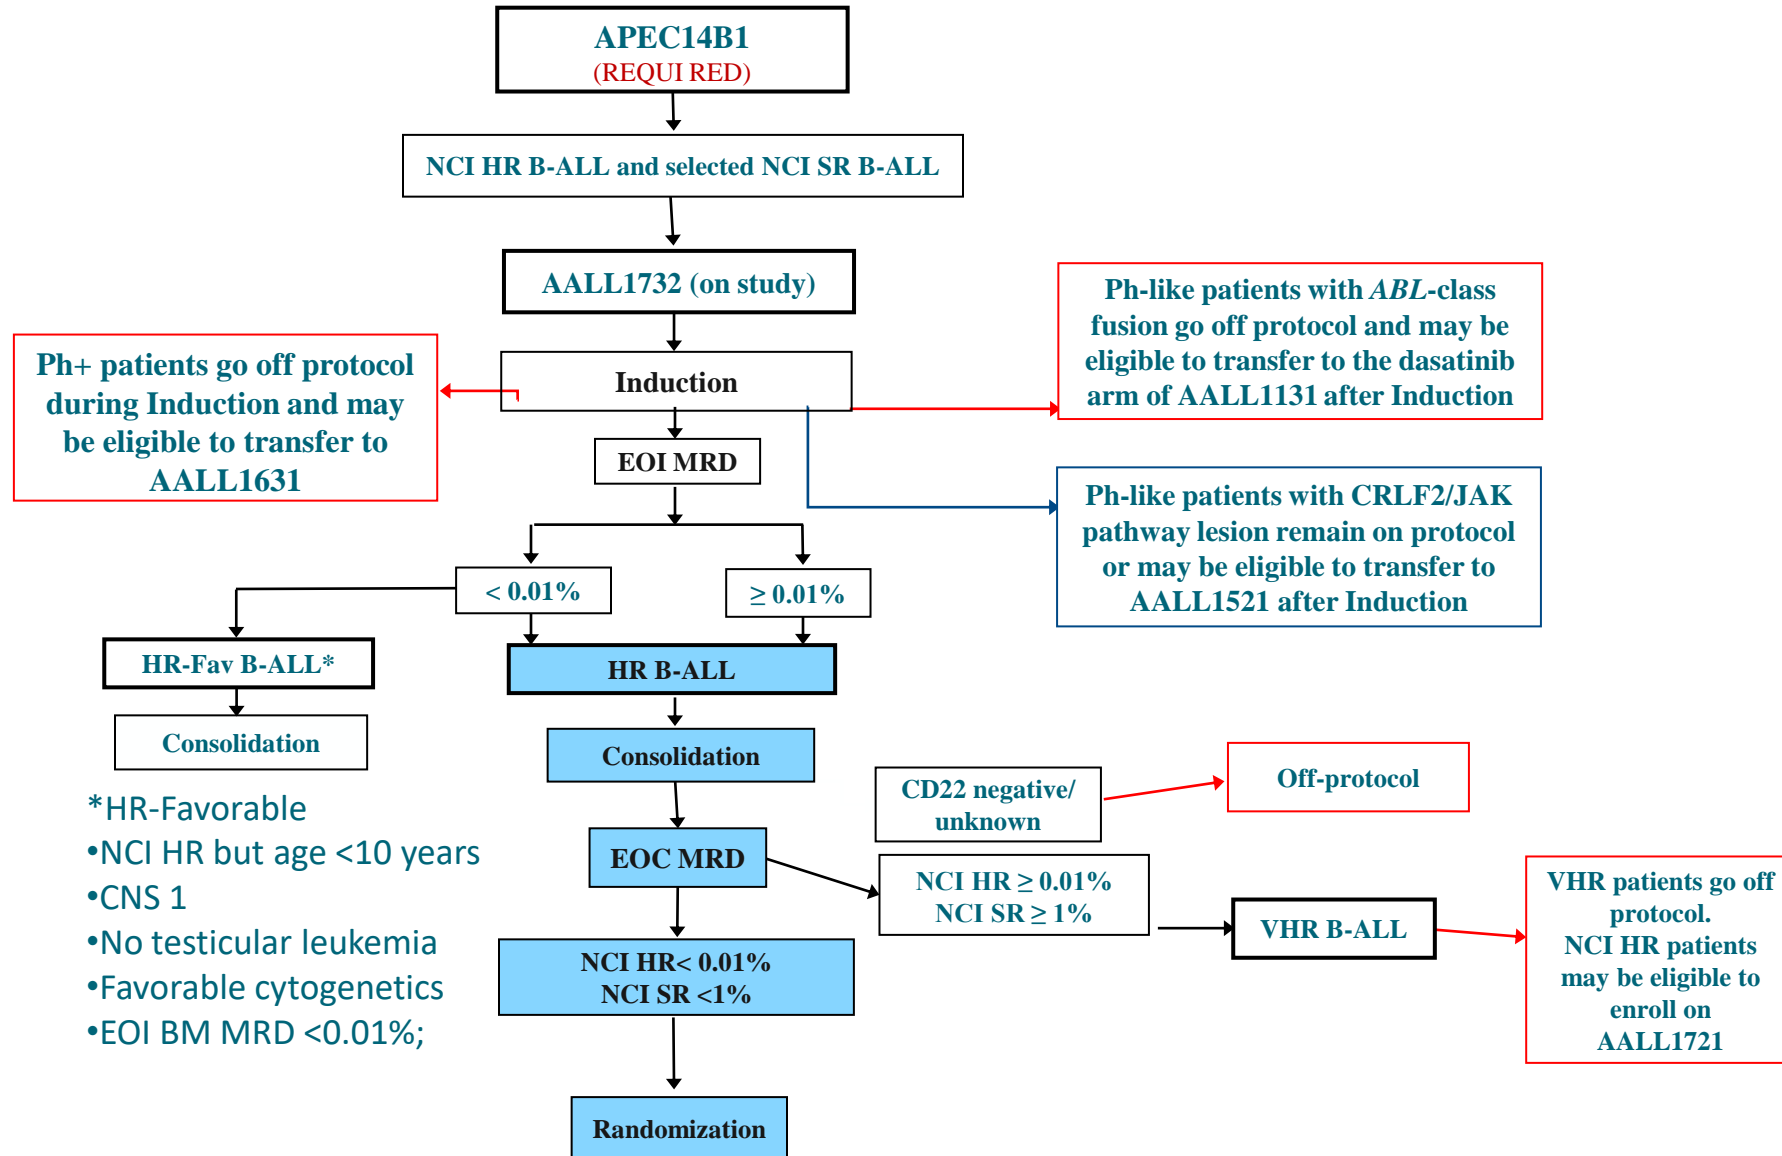 APEC14B1
(REQUI RED)
NCI HR B-ALL and selected NCI SR B-ALL
AALL1732 (on study)
Ph-like patients with ABL-class
fusion go off protocol and may be
eligible to transfer to the dasatinib
arm of AALL1131 after Induction
Ph+ patients go off protocol
during Induction and may
be eligible to transfer to
AALL1631
Induction
EOI MRD
Ph-like patients with CRLF2/JAK
pathway lesion remain on protocol
or may be eligible to transfer to
AALL1521 after Induction
< 0.01%
≥ 0.01%
HR-Fav B-ALL*
HR B-ALL
Consolidation
Consolidation
CD22 negative/
unknown
Off-protocol
*HR-Favorable
•NCI HR but age <10 years
•CNS 1
•No testicular leukemia
•Favorable cytogenetics
•EOI BM MRD <0.01%;
EOC MRD
NCI HR ≥ 0.01%
NCI SR ≥ 1%
VHR B-ALL
VHR patients go off
protocol.
NCI HR patients
may be eligible to
enroll on
AALL1721
NCI HR< 0.01%
NCI SR <1%
Randomization